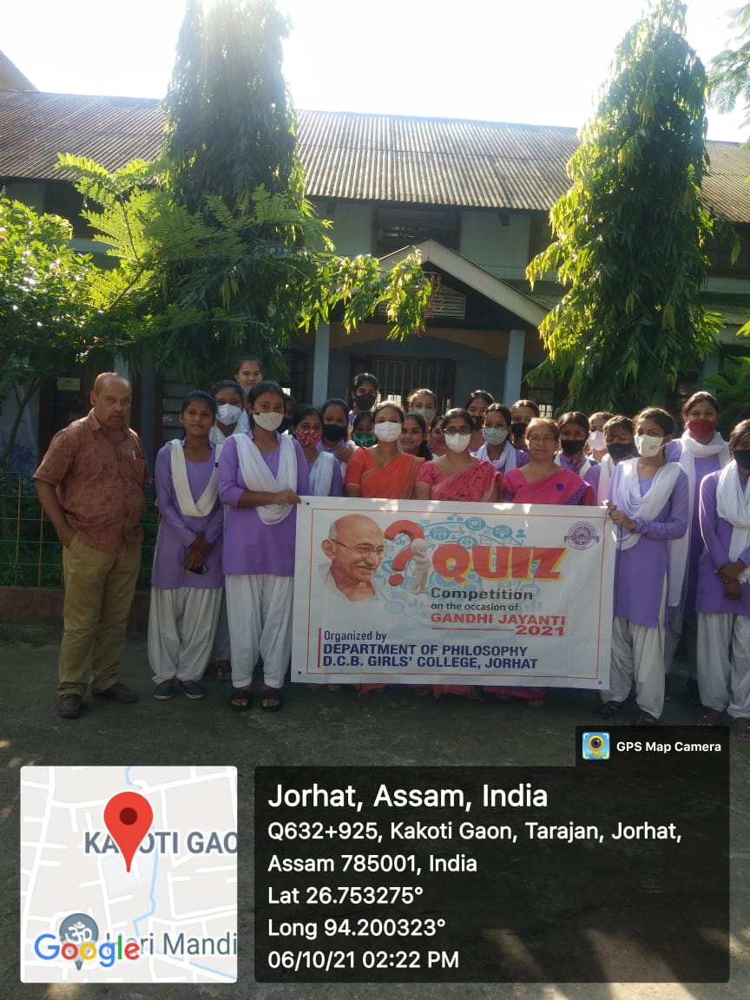 QUIZ
Competition
on the occasion of
GANDHI JAYANTI
2021
Organized by
DEPARTMENT OF PHILOSOPHY
D.C.B. GIRLS' COLLEGE, JORHAT
GPS Map Camera
KAKOTI GAO
Hari Mandi
Google
Jorhat, Assam, India
Q632+925, Kakoti Gaon, Tarajan, Jorhat,
Assam 785001, India
Lat 26.753275°
Long 94.200323°
06/10/21 02:22 PM